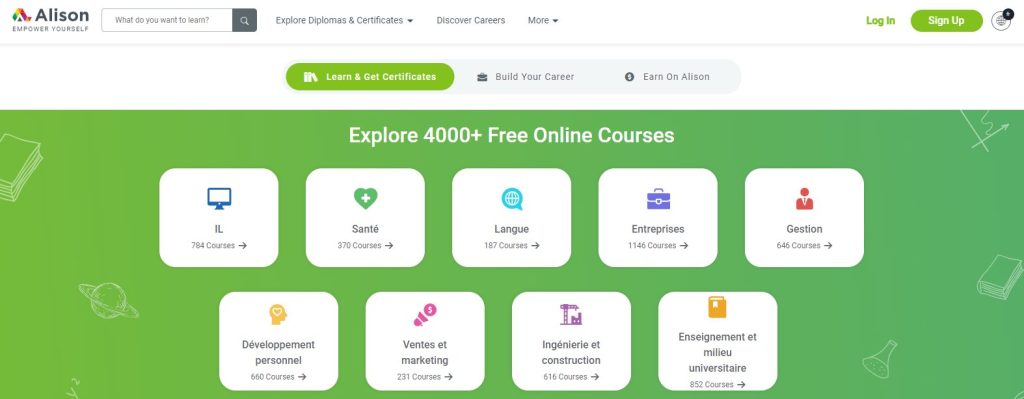 Alison
EMPOWER YOURSELF
What do you want to learn?
Explore Diplomas & Certificates
Discover Careers
More
Log In
Sign Up
Learn & Get Certificates
Build Your Career
Earn On Alison
Explore 4000+ Free Online Courses
IL
784 Courses →
Santé
370 Courses →
Langue
187 Courses →
Entreprises
1146 Courses →
Gestion
646 Courses →
Développement
personnel
660 Courses →
Ventes et
marketing
231 Courses →
Ingénierie et
construction
616 Courses →
Enseignement et
milieu
universitaire
852 Courses →